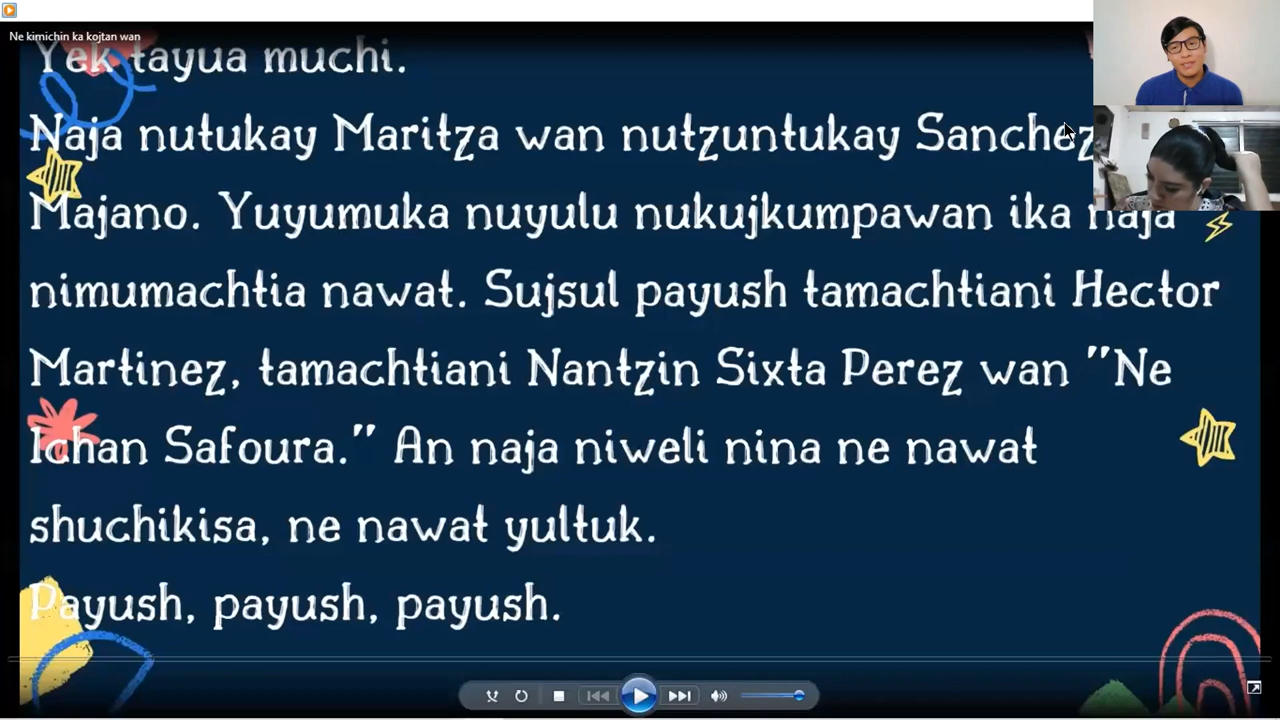 Ne kimichin ka kojtan wan
Yek tayua muchi.
Naja nutukay Maritza wan nutzuntukay Sanchez
Majano. Yuyumuka nuyulu nukujkumpawan ika naja
nimumachtia nawat. Sujsul payush tamachtiani Hector
Martinez, tamachtiani Nantzin Sixta Perez wan "Ne
Ichan Safoura." An naja niweli nina ne nawat
shuchikisa, ne nawat yultuk.
Payush, payush, payush.